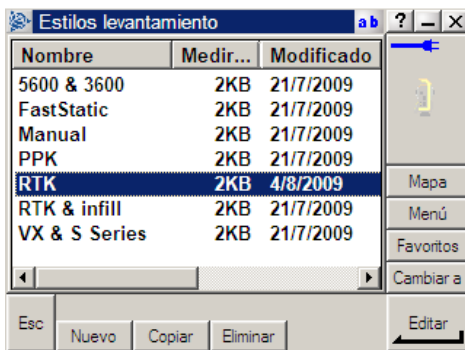 Estilos levantamiento ab ? _ X
Nombre Medir... Modificado
5600 & 3600 2KB 21/7/2009
FastStatic 2KB 21/7/2009
Manual 2KB 21/7/2009
PPK 2KB 21/7/2009
RTK 2KB 4/8/2009
RTK & infill 2KB 21/7/2009
VX & S Series 2KB 21/7/2009
Mapa
Menú
Favoritos
Cambiar a
Esc Nuevo Copiar Eliminar Editar